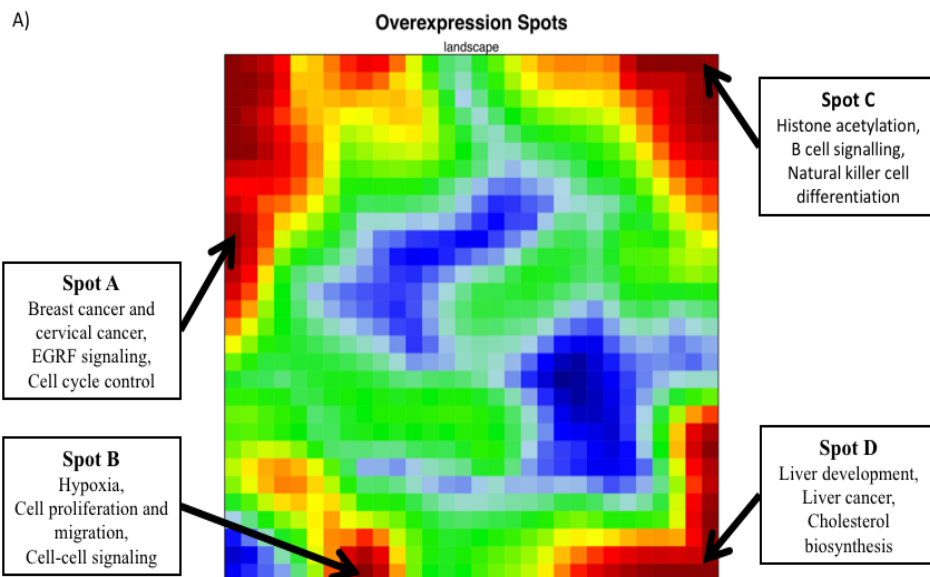 A)
Overexpression Spots
landscape
Spot C
Histone acetylation,
B cell signalling,
Natural killer cell
differentiation
Spot A
Breast cancer and
cervical cancer,
EGRF signaling,
Cell cycle control
Spot B
Hypoxia,
Cell proliferation and
migration,
Cell-cell signaling
Spot D
Liver development,
Liver cancer,
Cholesterol
biosynthesis